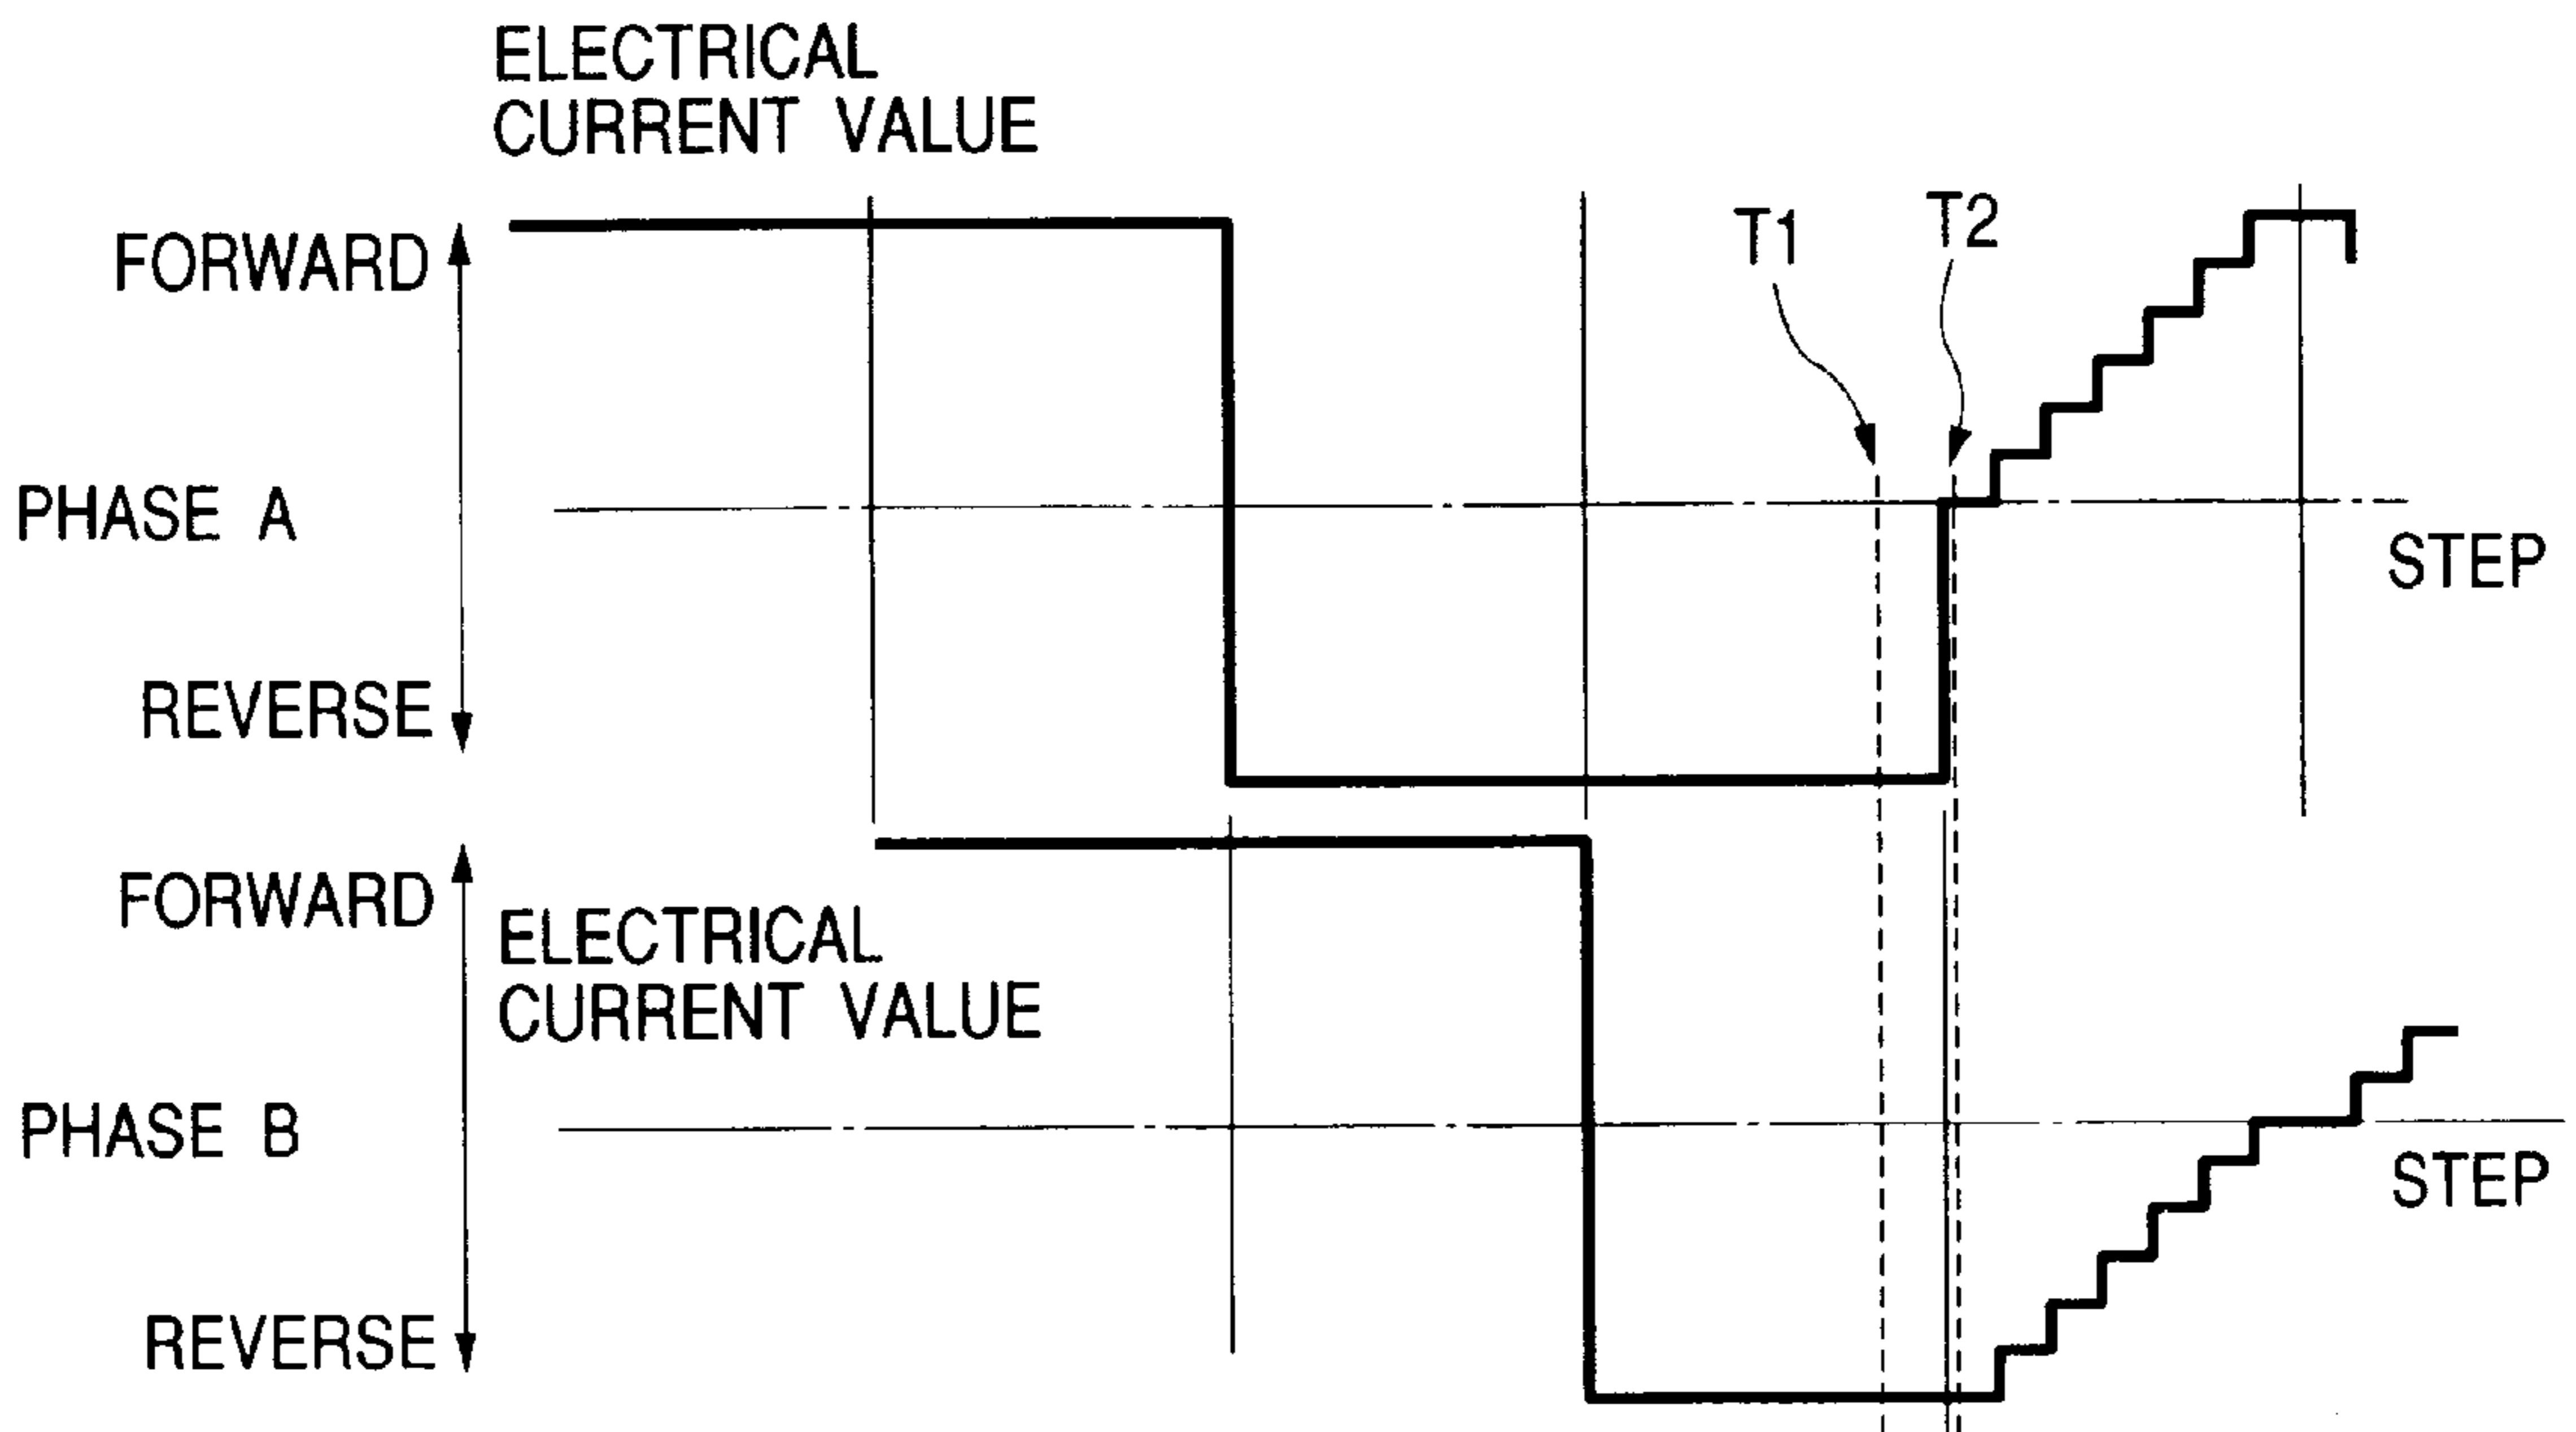 ELECTRICAL
CURRENT VALUE
FORWARD
T1
T2
PHASE A
STEP
REVERSE
FORWARD
ELECTRICAL
CURRENT VALUE
PHASE B
STEP
REVERSE